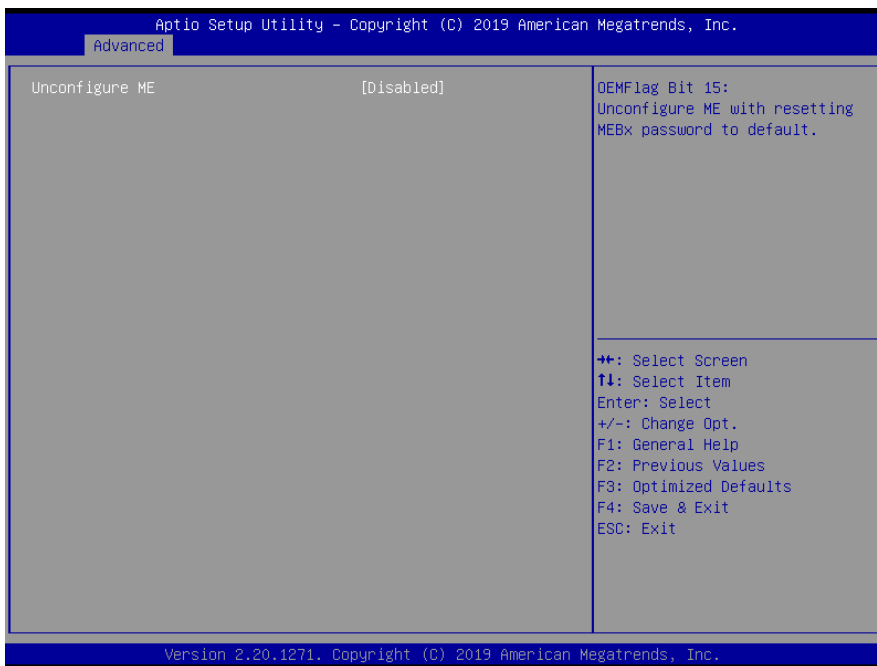 Aptio Setup Utility – Copyright (C) 2019 American Megatrends, Inc.
Advanced
Unconfigure ME [Disabled]
OEMFlag Bit 15:
Unconfigure ME with resetting
MEBx password to default.
→←: Select Screen
↑↓: Select Item
Enter: Select
+/-: Change Opt.
F1: General Help
F2: Previous Values
F3: Optimized Defaults
F4: Save & Exit
ESC: Exit
Version 2.20.1271. Copyright (C) 2019 American Megatrends, Inc.